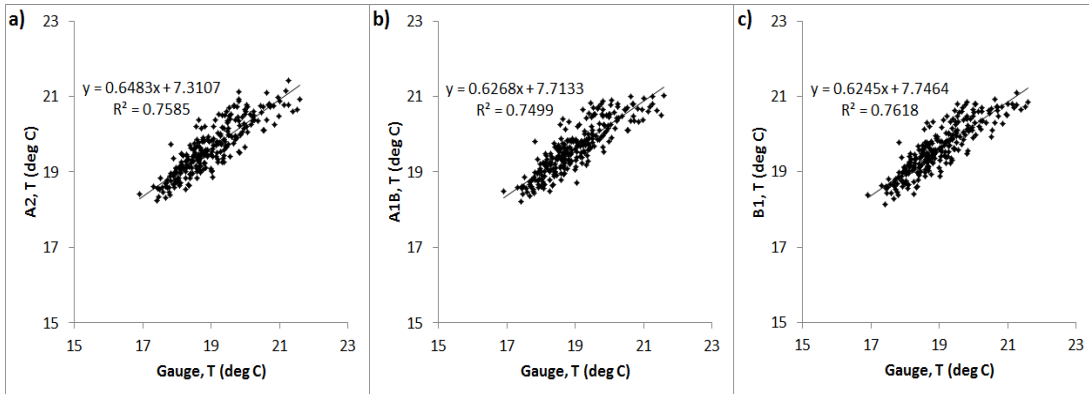 a)
y = 0.6483x + 7.3107
R² = 0.7585
A2, T (deg C)
23
21
19
17
15
15 17 19 21 23
Gauge, T (deg C)
b)
y = 0.6268x + 7.7133
R² = 0.7499
A1B, T (deg C)
23
21
19
17
15
15 17 19 21 23
Gauge, T (deg C)
c)
y = 0.6245x + 7.7464
R² = 0.7618
B1, T (deg C)
23
21
19
17
15
15 17 19 21 23
Gauge, T (deg C)